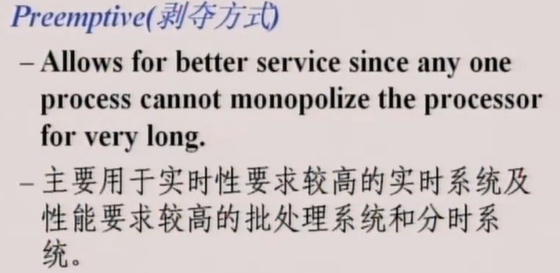 Preemptive(剥夺方式)
– Allows for better service since any one
process cannot monopolize the processor
for very long.
– 主要用于实时性要求较高的实时系统及
性能要求较高的批处理系统和分时系
统。